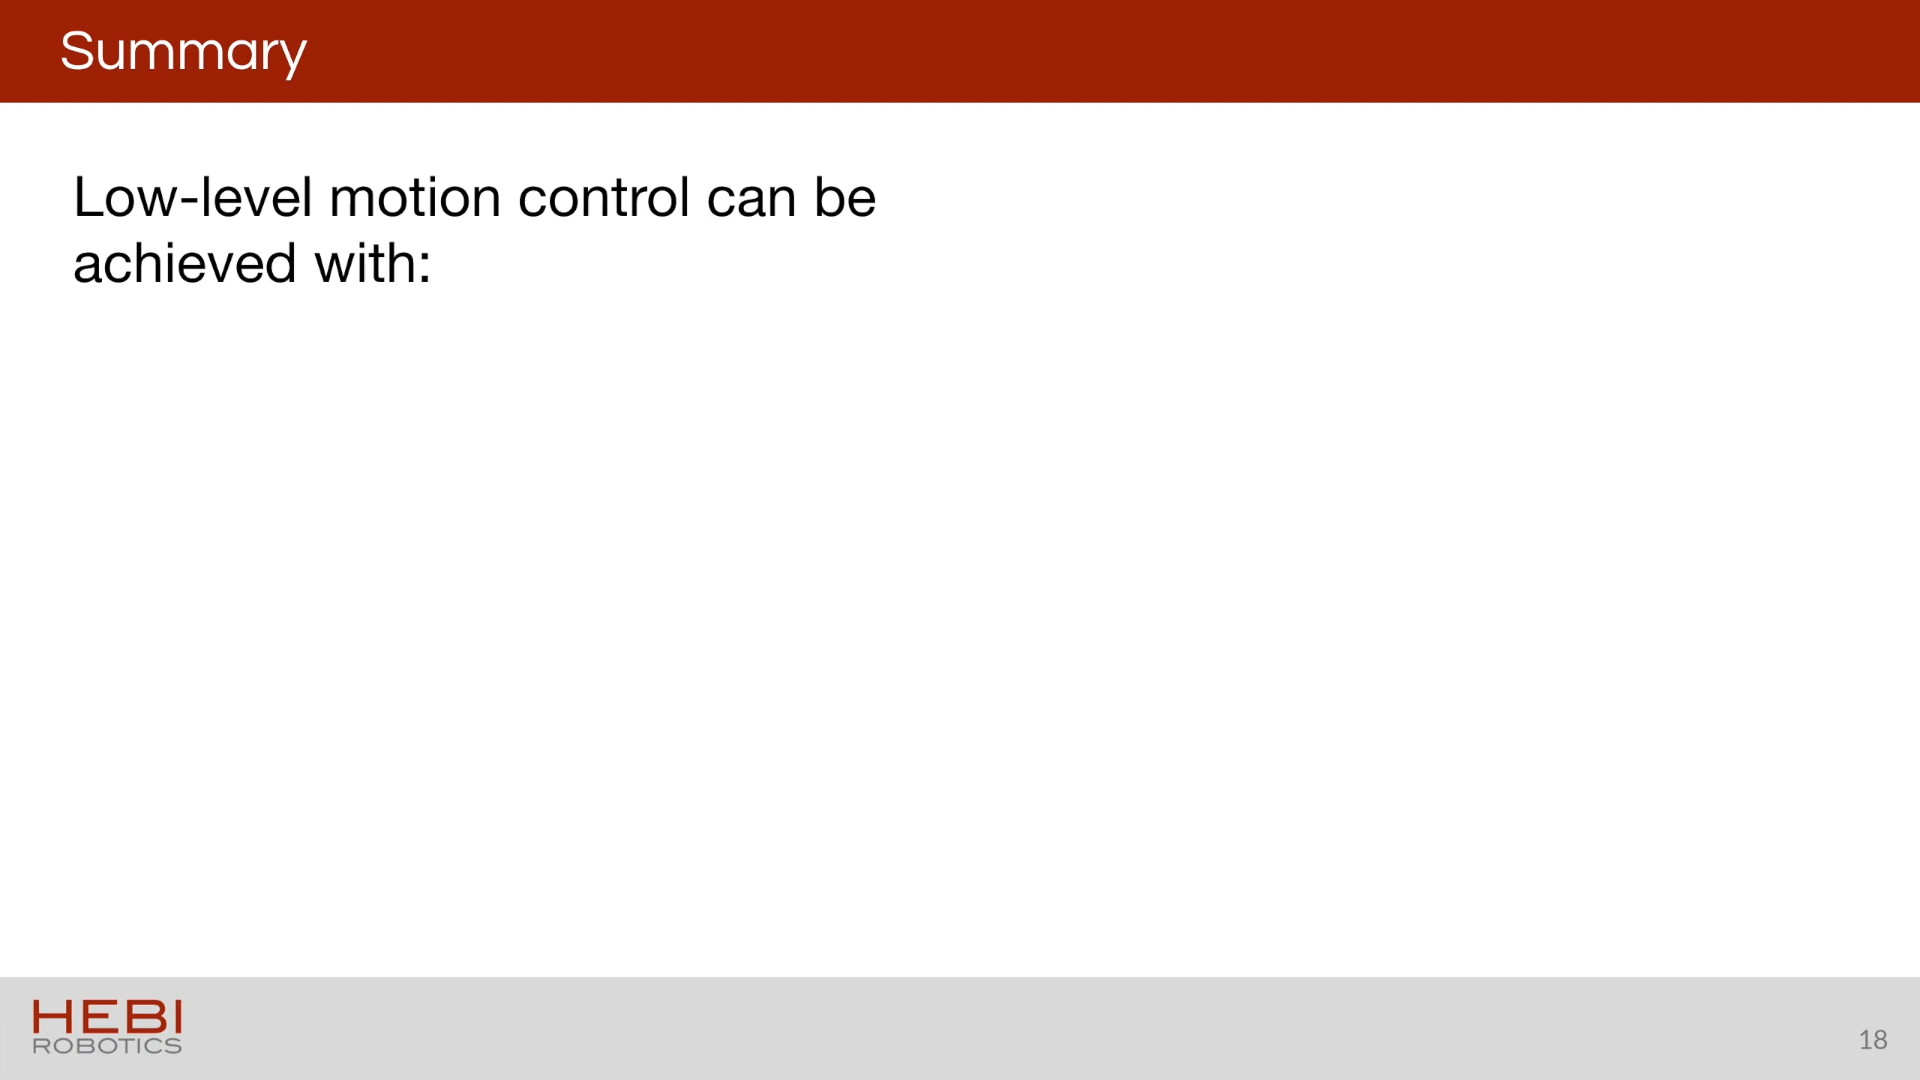 Summary
Low-level motion control can be
achieved with:
HEBI
ROBOTICS
18